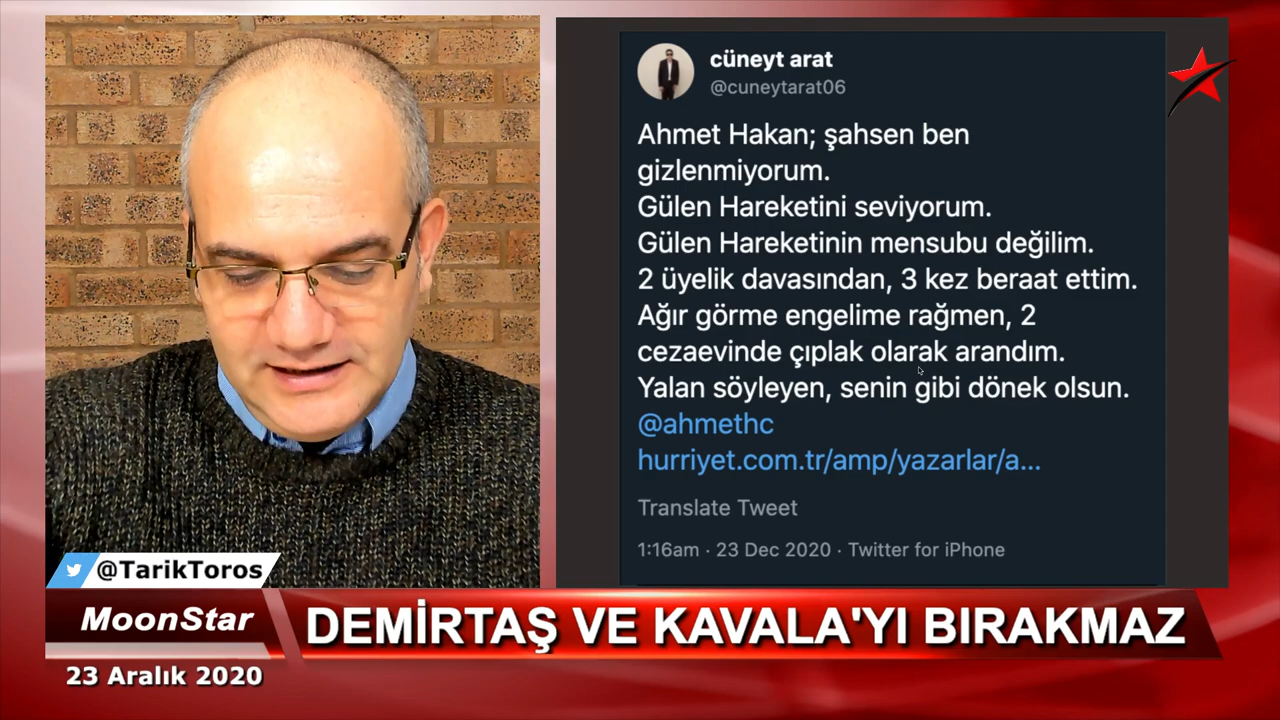 cüneyt arat
@cuneytarat06
Ahmet Hakan; şahsen ben
gizlenmiyorum.
Gülen Hareketini seviyorum.
Gülen Hareketinin mensubu değilim.
2 üyelik davasından, 3 kez beraat ettim.
Ağır görme engelime rağmen, 2
cezaevinde çıplak olarak arandım.
Yalan söyleyen, senin gibi dönek olsun.
@ahmethc
hurriyet.com.tr/amp/yazarlar/a...
Translate Tweet
1:16am · 23 Dec 2020 · Twitter for iPhone
@TarikToros
MoonStar
DEMİRTAŞ VE KAVALA'YI BIRAKMAZ
23 Aralık 2020